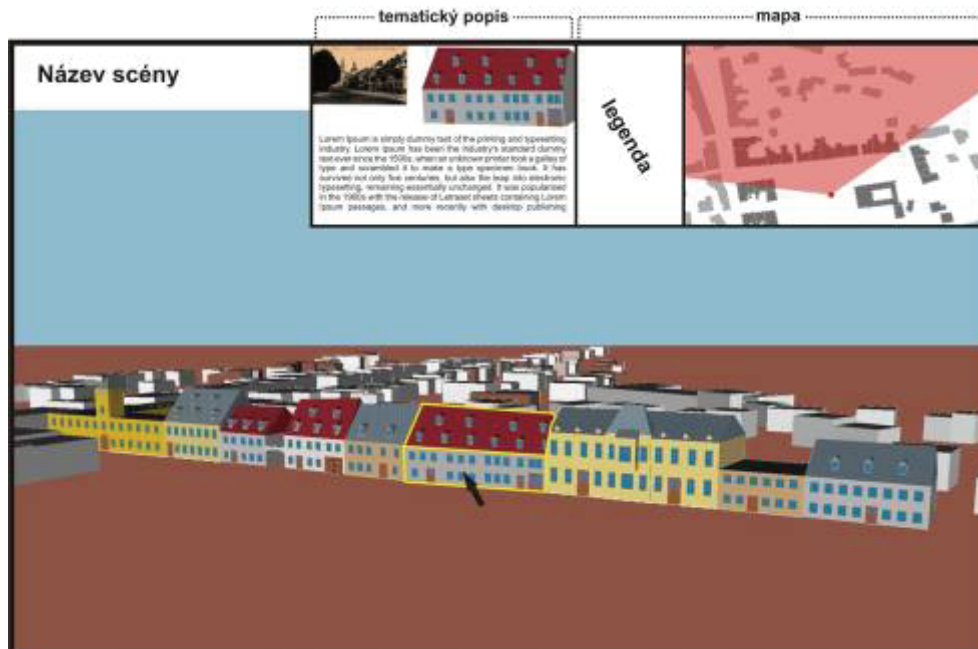 tematický popis
mapa
Název scény
legenda
Lorem Ipsum is simply dummy text of the printing and typesetting
industry. Lorem Ipsum has been the industry's standard dummy
text ever since the 1500s, when an unknown printer took a galley of
type and scrambled it to make a type specimen book. It has
survived not only five centuries, but also the leap into electronic
typesetting, remaining essentially unchanged. It was popularised
in the 1960s with the release of Letraset sheets containing Lorem
Ipsum passages, and more recently with desktop publishing